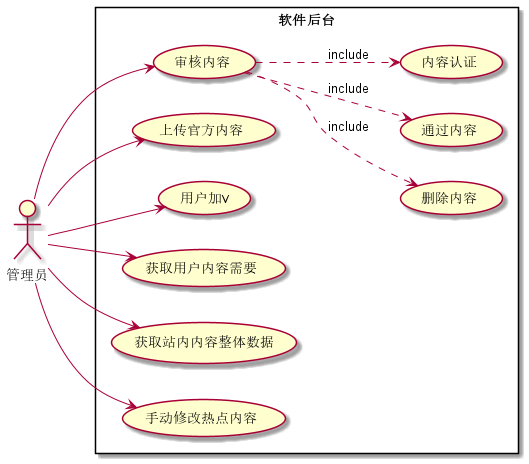 软件后台
审核内容
include
内容认证
include
上传官方内容
通过内容
include
用户加V
删除内容
获取用户内容需要
管理员
获取站内内容整体数据
手动修改热点内容